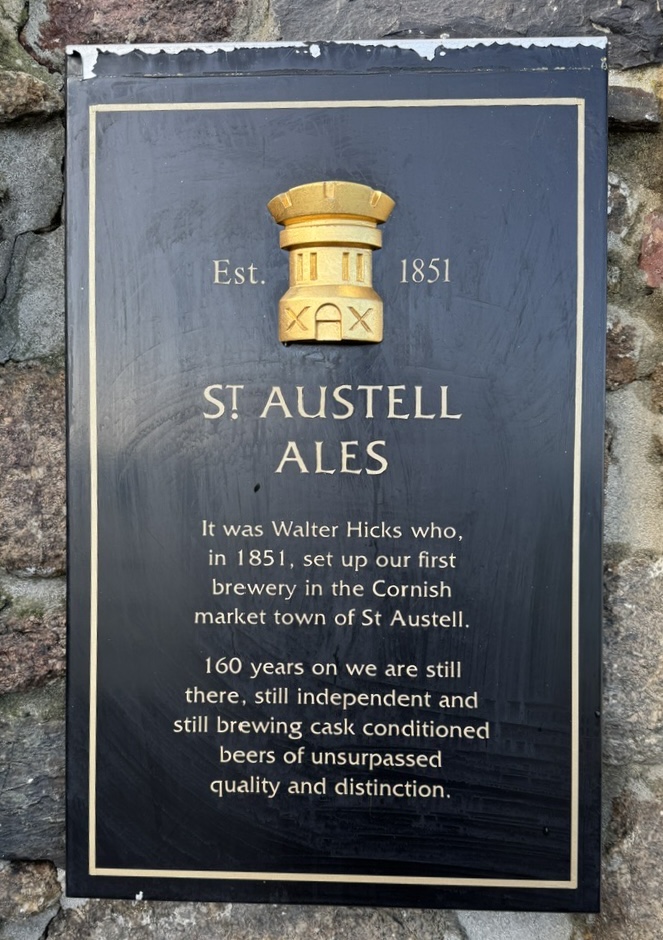 Est. 1851
XAX
ST AUSTELL
ALES
It was Walter Hicks who,
in 1851, set up our first
brewery in the Cornish
market town of St Austell.
160 years on we are still
there, still independent and
still brewing cask conditioned
beers of unsurpassed
quality and distinction.